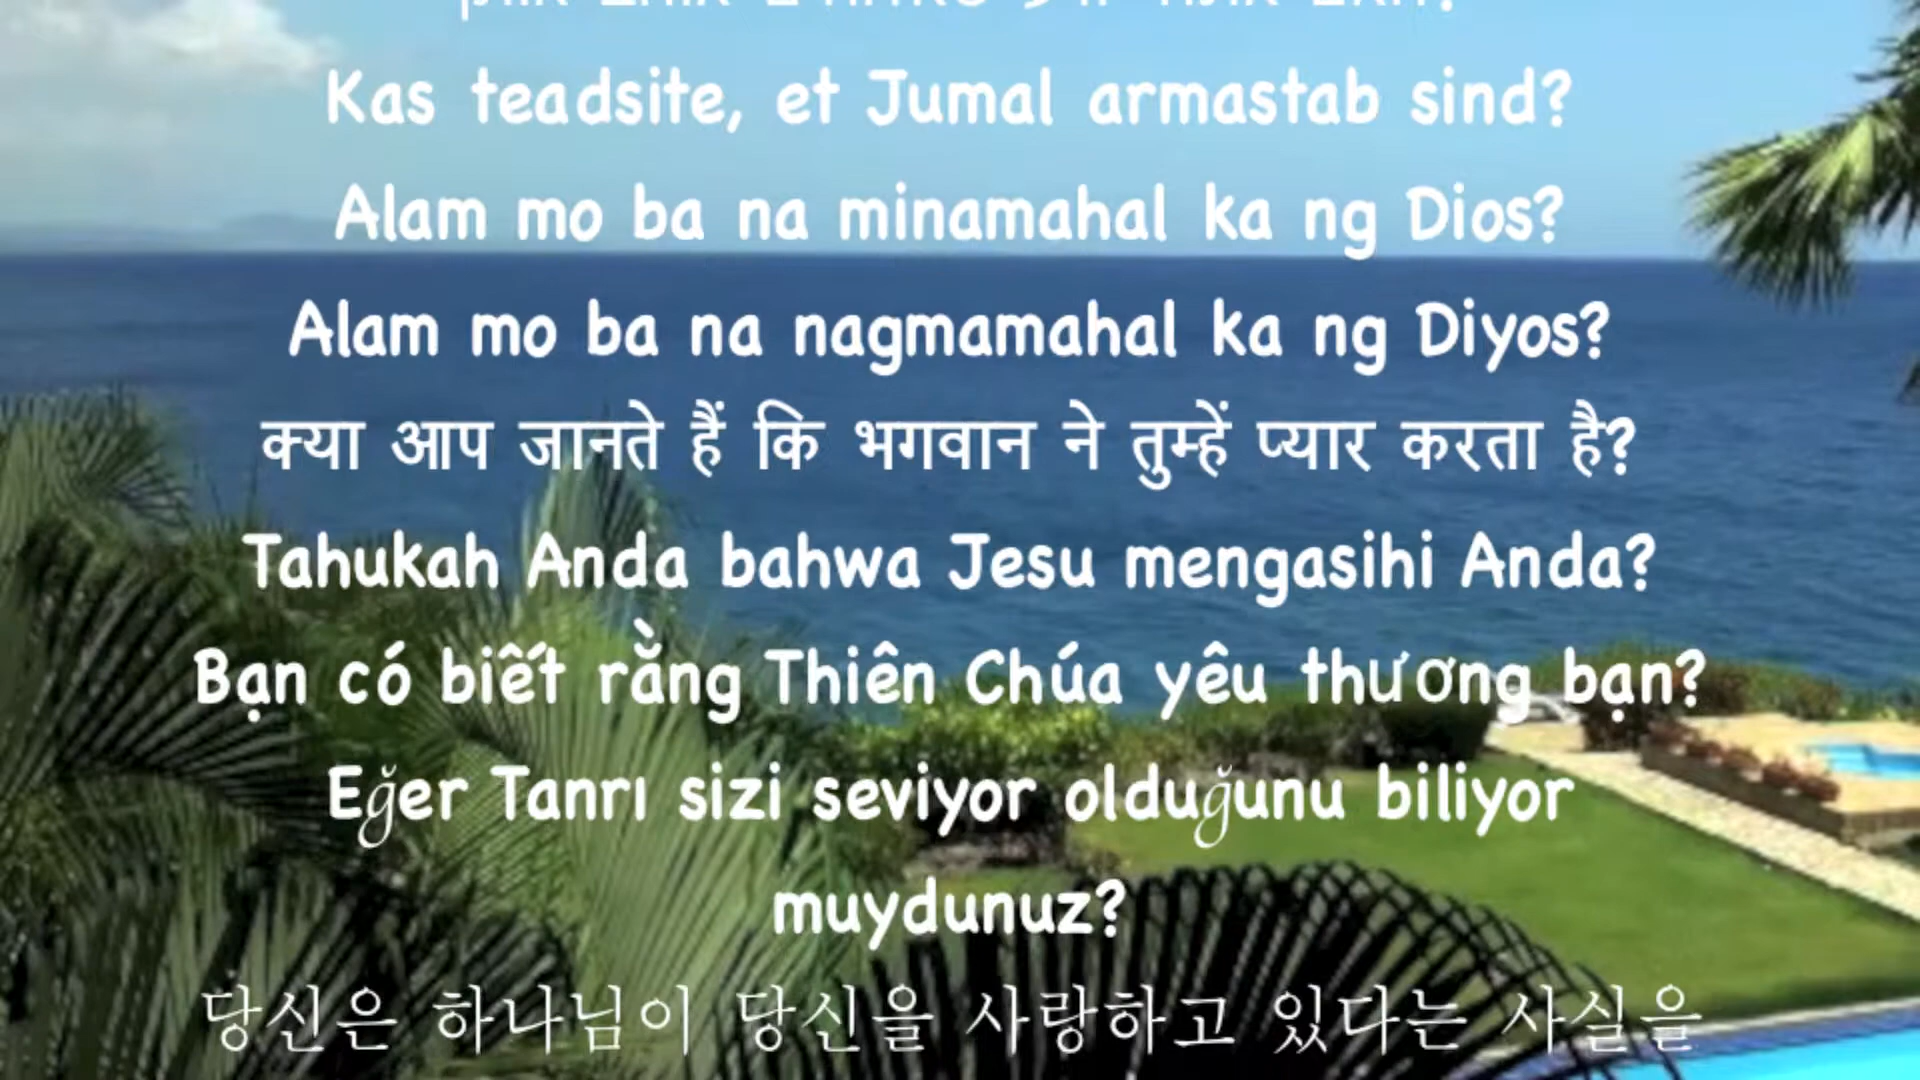 Kas teadsite, et Jumal armastab sind?
Alam mo ba na minamahal ka ng Dios?
Alam mo ba na nagmamahal ka ng Diyos?
क्या आप जानते हैं कि भगवान ने तुम्हें प्यार करता है?
Tahukah Anda bahwa Jesu mengasihi Anda?
Bạn có biết rằng Thiên Chúa yêu thương bạn?
Eğer Tanrı sizi seviyor olduğunu biliyor
muydunuz?
당신은 하나님이 당신을 사랑하고 있다는 사실을